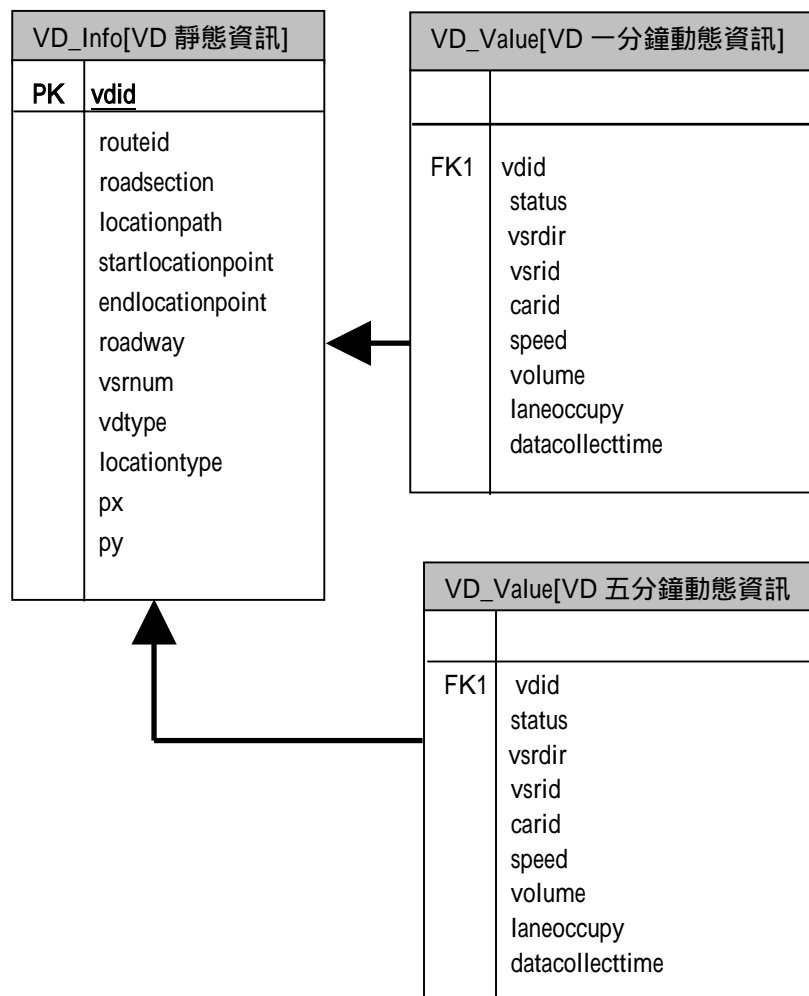 VD_Info[VD 靜態資訊]
PK vdid
routeid
roadsection
locationpath
startlocationpoint
endlocationpoint
roadway
vsrnum
vdtype
locationtype
px
py
VD_Value[VD 一分鐘動態資訊]
FK1 vdid
status
vsrdir
vsrid
carid
speed
volume
laneoccupy
datacollecttime
VD_Value[VD 五分鐘動態資訊
FK1 vdid
status
vsrdir
vsrid
carid
speed
volume
laneoccupy
datacollecttime